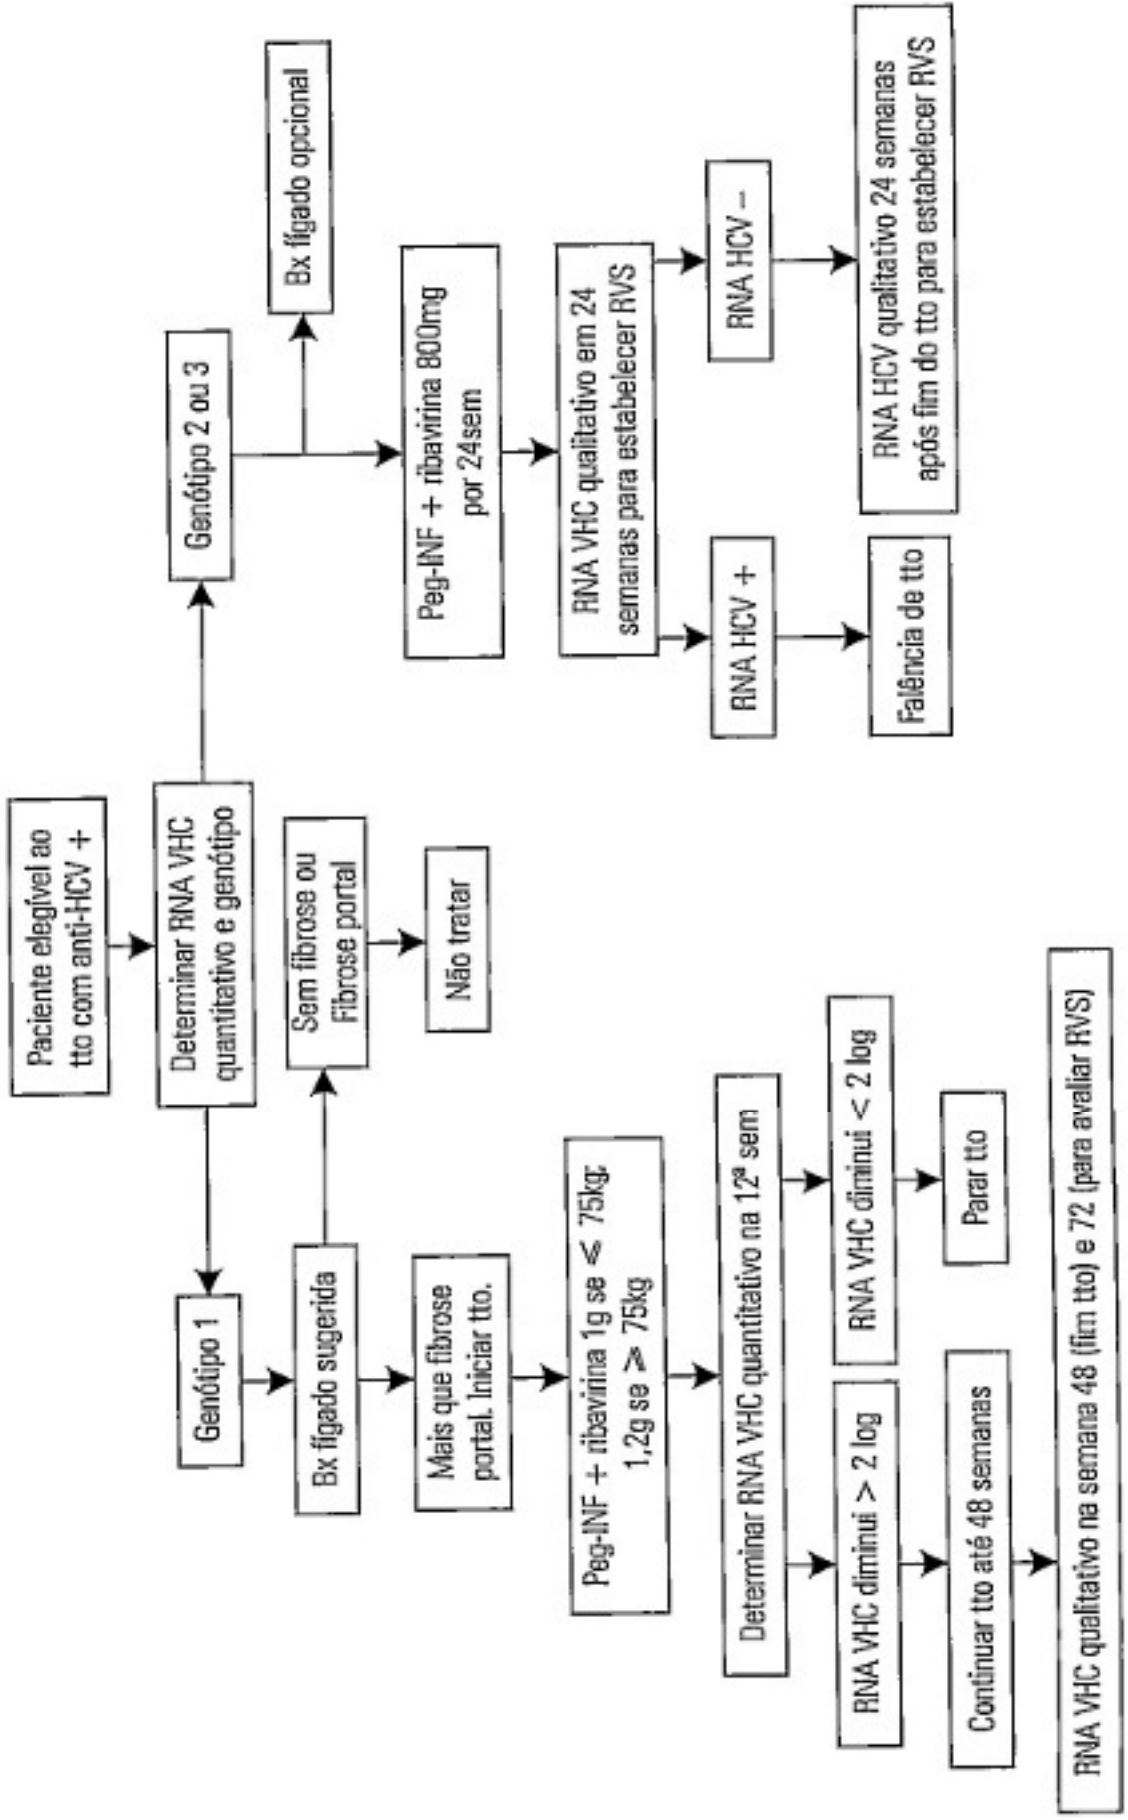 Paciente elegível ao
tto com anti-HCV +
Determinar RNA VHC
quantitativo e genótipo
Genótipo 1
Bx fígado sugerida
Sem fibrose ou
Fibrose portal
Não tratar
Mais que fibrose
portal. Iniciar tto.
Peg-INF + ribavirina 1g se ⩽ 75kg;
1,2g se ⩾ 75kg
Determinar RNA VHC quantitativo na 12ª sem
RNA VHC diminui > 2 log
RNA VHC diminui < 2 log
Continuar tto até 48 semanas
Parar tto
RNA VHC qualitativo na semana 48 (fim tto) e 72 (para avaliar RVS)
Genótipo 2 ou 3
Bx fígado opcional
Peg-INF + ribavirina 800mg
por 24sem
RNA VHC qualitativo em 24
semanas para estabelecer RVS
RNA HCV +
RNA HCV –
Falência de tto
RNA HCV qualitativo 24 semanas
após fim do tto para estabelecer RVS